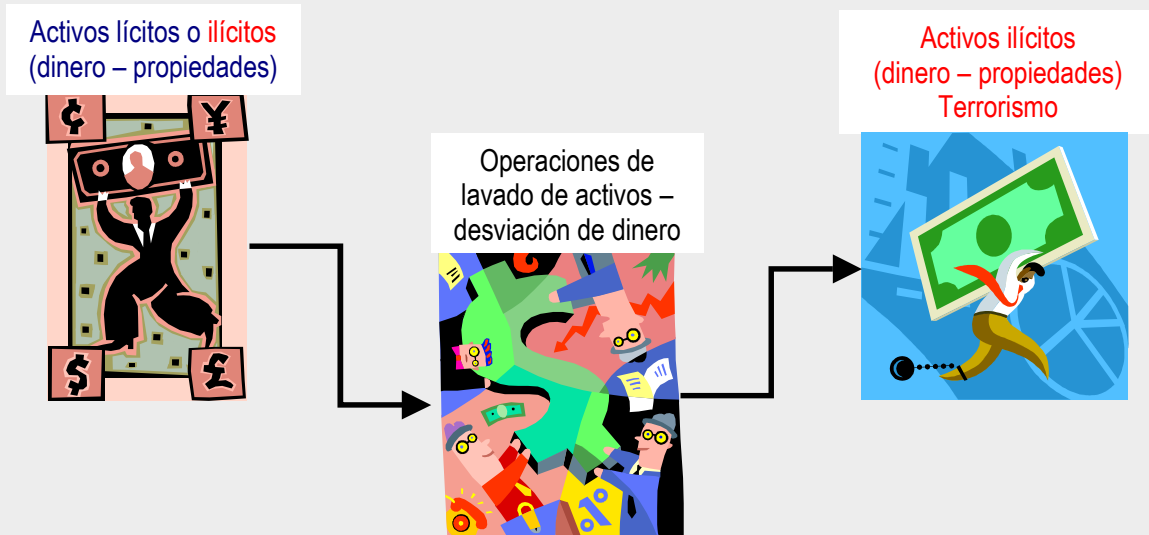 Activos lícitos o ilícitos
(dinero – propiedades)
¢
¥
$
£
Operaciones de
lavado de activos –
desviación de dinero
%
Activos ilícitos
(dinero – propiedades)
Terrorismo